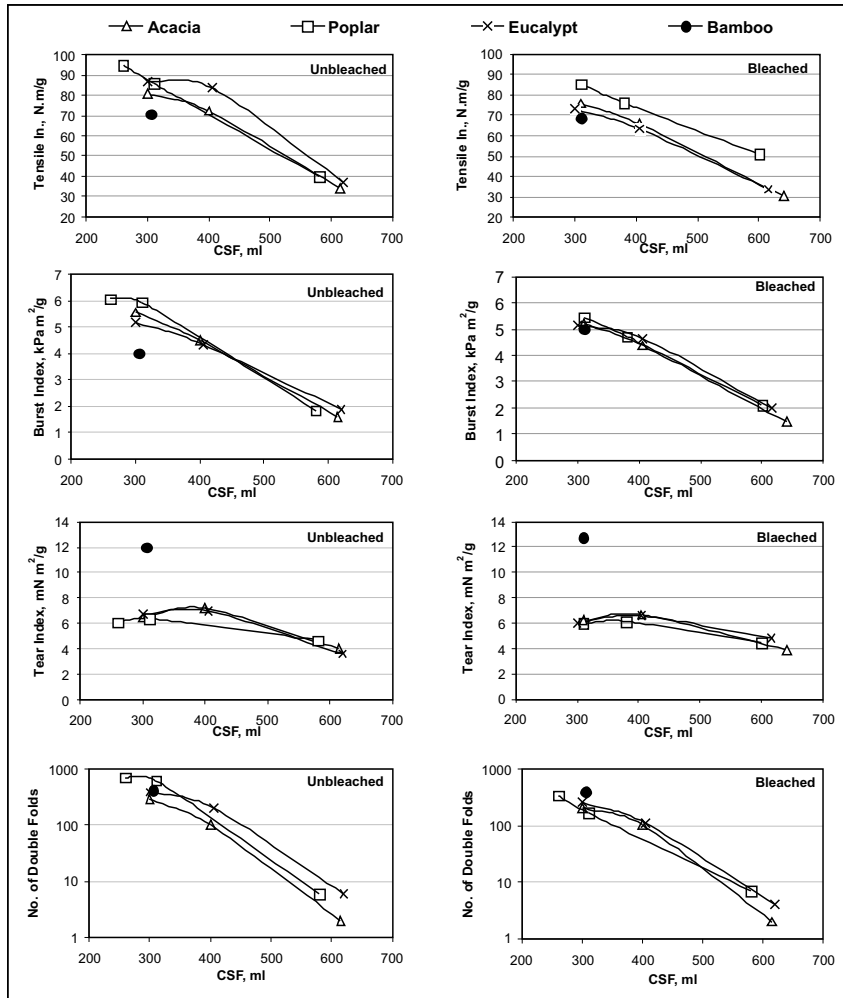 Acacia Poplar Eucalypt Bamboo
Tensile In., N.m/g
100
90
80
70
60
50
40
30
20
Unbleached
200 300 400 500 600 700
CSF, ml
Tensile In., N.m/g
100
90
80
70
60
50
40
30
20
Bleached
200 300 400 500 600 700
CSF, ml
Burst Index, kPa m²/g
7
6
5
4
3
2
1
0
Unbleached
200 300 400 500 600 700
CSF, ml
Burst Index, kPa m²/g
7
6
5
4
3
2
1
0
Bleached
200 300 400 500 600 700
CSF, ml
Tear Index, mN m²/g
14
12
10
8
6
4
2
0
Unbleached
200 300 400 500 600 700
CSF, ml
Tear Index, mN m²/g
14
12
10
8
6
4
2
0
Blaeched
200 300 400 500 600 700
CSF, ml
No. of Double Folds
1000
100
10
1
Unbleached
200 300 400 500 600 700
CSF, ml
No. of Double Folds
1000
100
10
1
Bleached
200 300 400 500 600 700
CSF, ml